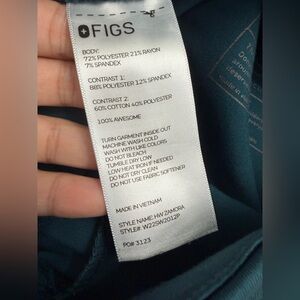 FIGS
BODY:
72% POLYESTER 21% RAYON
7% SPANDEX
CONTRAST 1:
88% POLYESTER 12% SPANDEX
CONTRAST 2:
60% COTTON 40% POLYESTER
100% AWESOME
TURN GARMENT INSIDE OUT
MACHINE WASH COLD
WASH WITH LIKE COLORS
DO NOT BLEACH
TUMBLE DRY LOW
LOW HEAT IRON IF NEEDED
DO NOT DRY CLEAN
DO NOT USE FABRIC SOFTENER
MADE IN VIETNAM
STYLE NAME: HW ZAMORA
STYLE#: W22SW2012P
PO# 3123